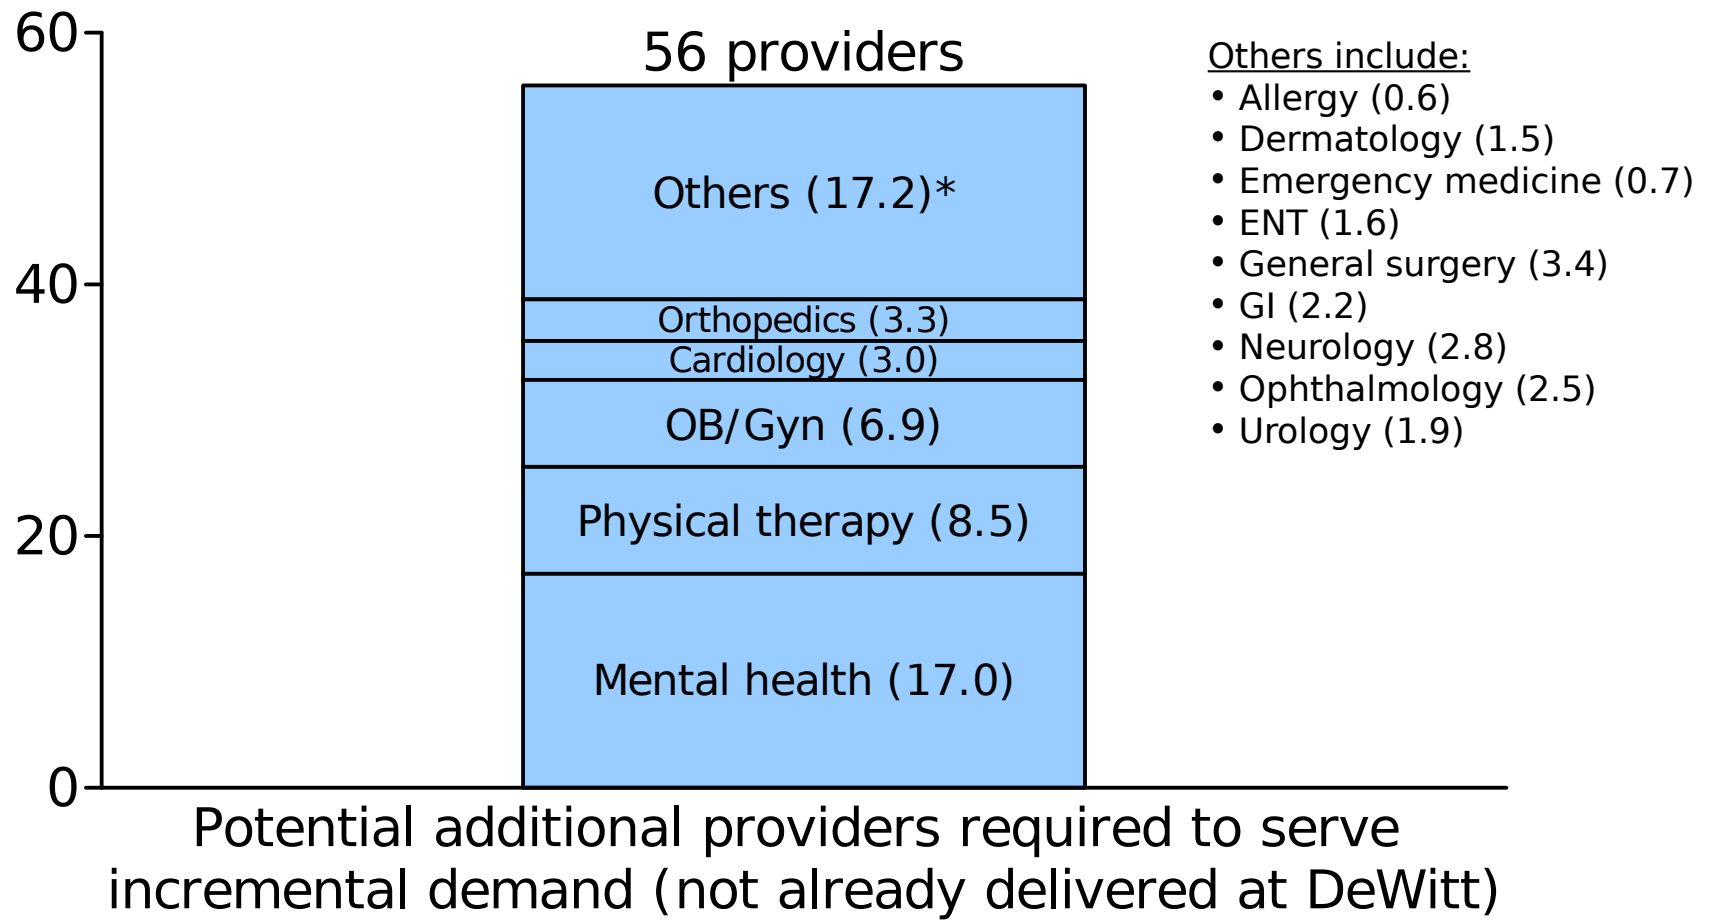 60
40
20
0
56 providers
Others (17.2)*
Orthopedics (3.3)
Cardiology (3.0)
OB/Gyn (6.9)
Physical therapy (8.5)
Mental health (17.0)
Others include:
• Allergy (0.6)
• Dermatology (1.5)
• Emergency medicine (0.7)
• ENT (1.6)
• General surgery (3.4)
• GI (2.2)
• Neurology (2.8)
• Ophthalmology (2.5)
• Urology (1.9)
Potential additional providers required to serve
incremental demand (not already delivered at DeWitt)